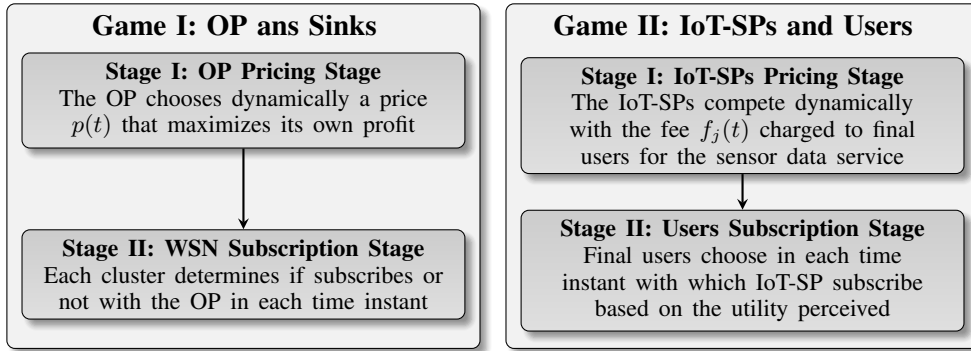 Game I: OP ans Sinks
Stage I: OP Pricing Stage
The OP chooses dynamically a price
p(t) that maximizes its own profit
Stage II: WSN Subscription Stage
Each cluster determines if subscribes or
not with the OP in each time instant
Game II: IoT-SPs and Users
Stage I: IoT-SPs Pricing Stage
The IoT-SPs compete dynamically
with the fee f_j(t) charged to final
users for the sensor data service
Stage II: Users Subscription Stage
Final users choose in each time
instant with which IoT-SP subscribe
based on the utility perceived